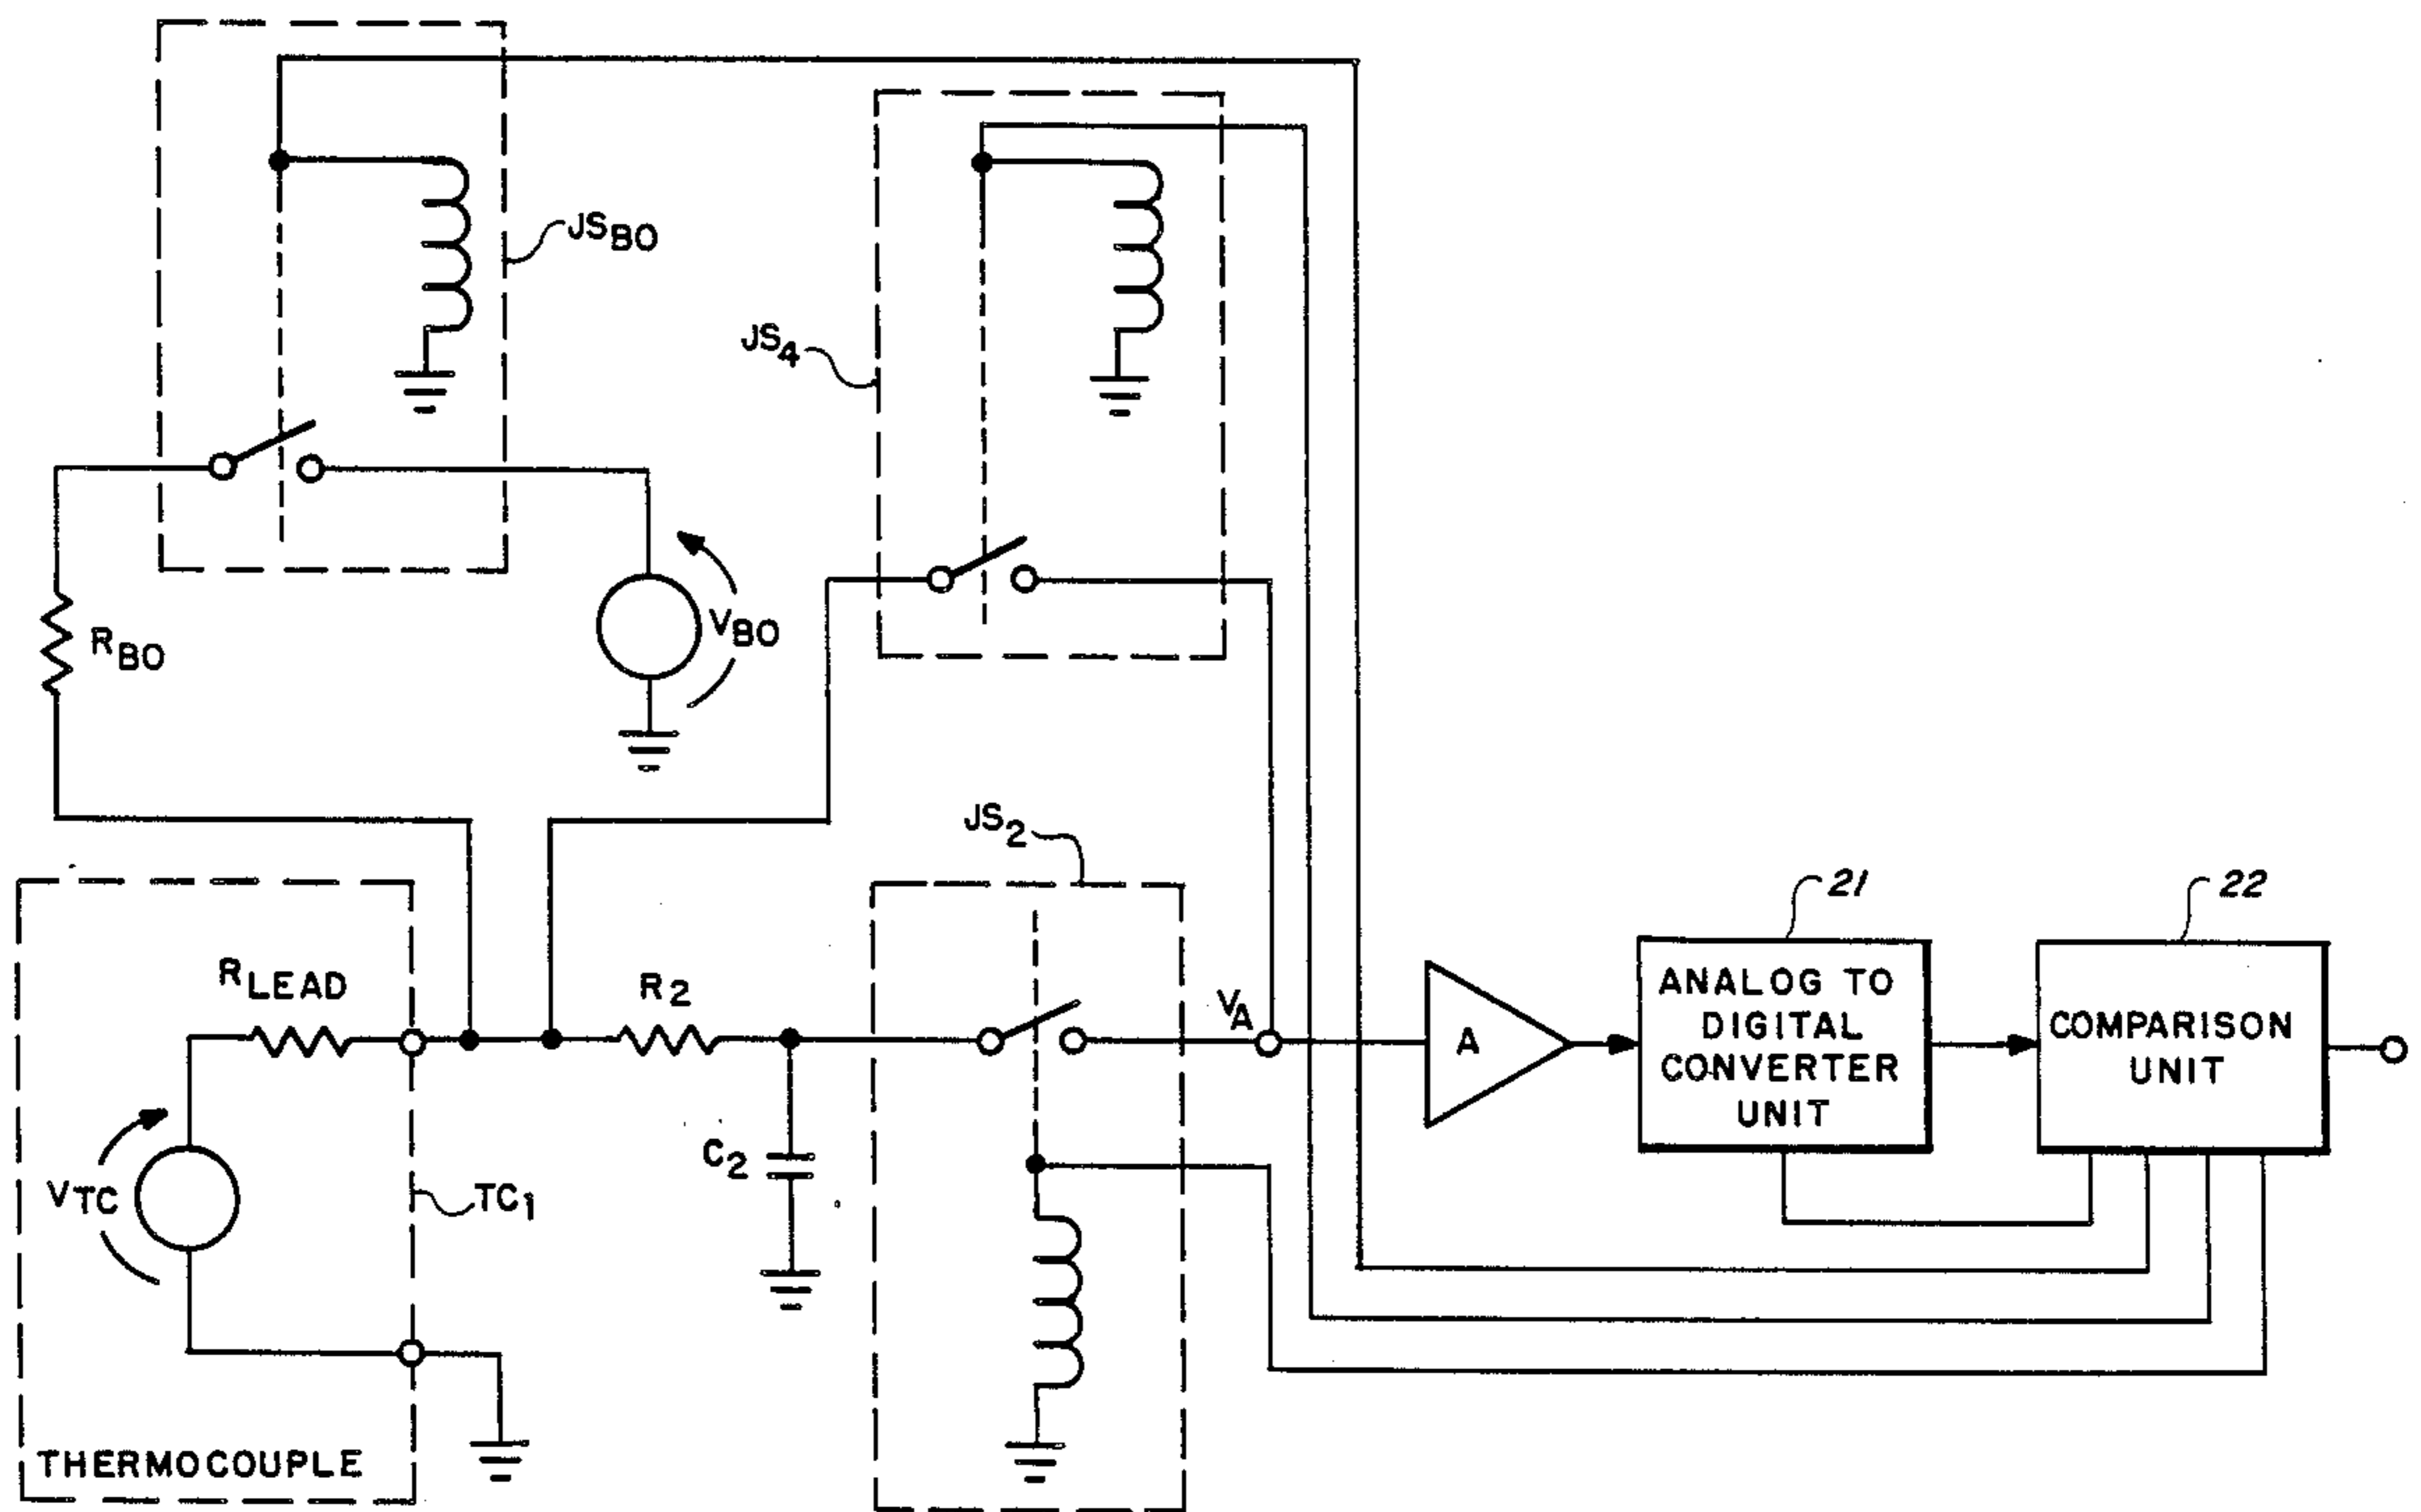 JSBO
JS4
RBO
VBO
JS2
21
22
RLEAD
R2
VA
A
ANALOG TO
DIGITAL
CONVERTER
UNIT
COMPARISON
UNIT
C2
VTC
TC1
THERMOCOUPLE